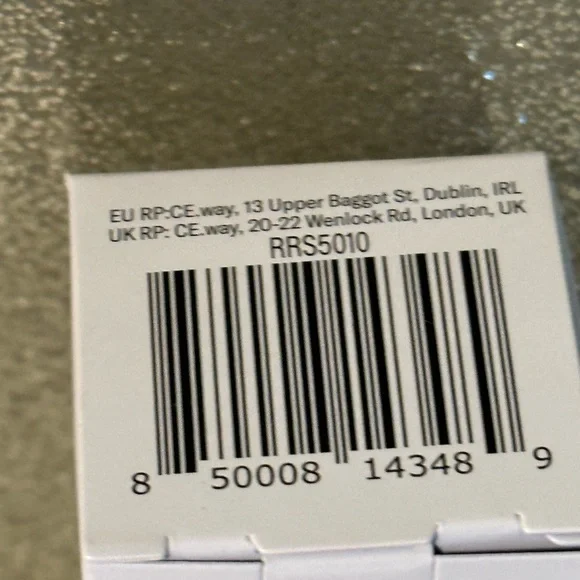 EU RP:CE.way, 13 Upper Baggot St, Dublin, IRL
UK RP: CE.way, 20-22 Wenlock Rd, London, UK
RRS5010
8 50008 14348 9